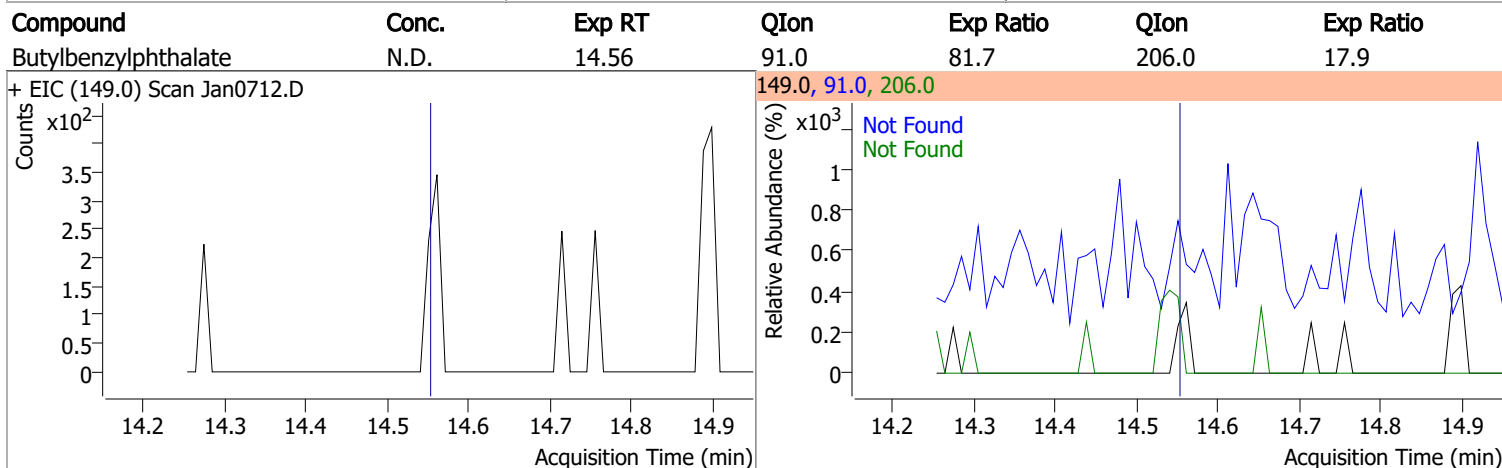 Compound Conc. Exp RT QIon Exp Ratio QIon Exp Ratio
Butylbenzylphthalate N.D. 14.56 91.0 81.7 206.0 17.9
+ EIC (149.0) Scan Jan0712.D
Counts
x10²
3.5
3
2.5
2
1.5
1
0.5
0
14.2 14.3 14.4 14.5 14.6 14.7 14.8 14.9
Acquisition Time (min)
149.0, 91.0, 206.0
Relative Abundance (%)
x10³
Not Found
Not Found
1
0.8
0.6
0.4
0.2
0
14.2 14.3 14.4 14.5 14.6 14.7 14.8 14.9
Acquisition Time (min)